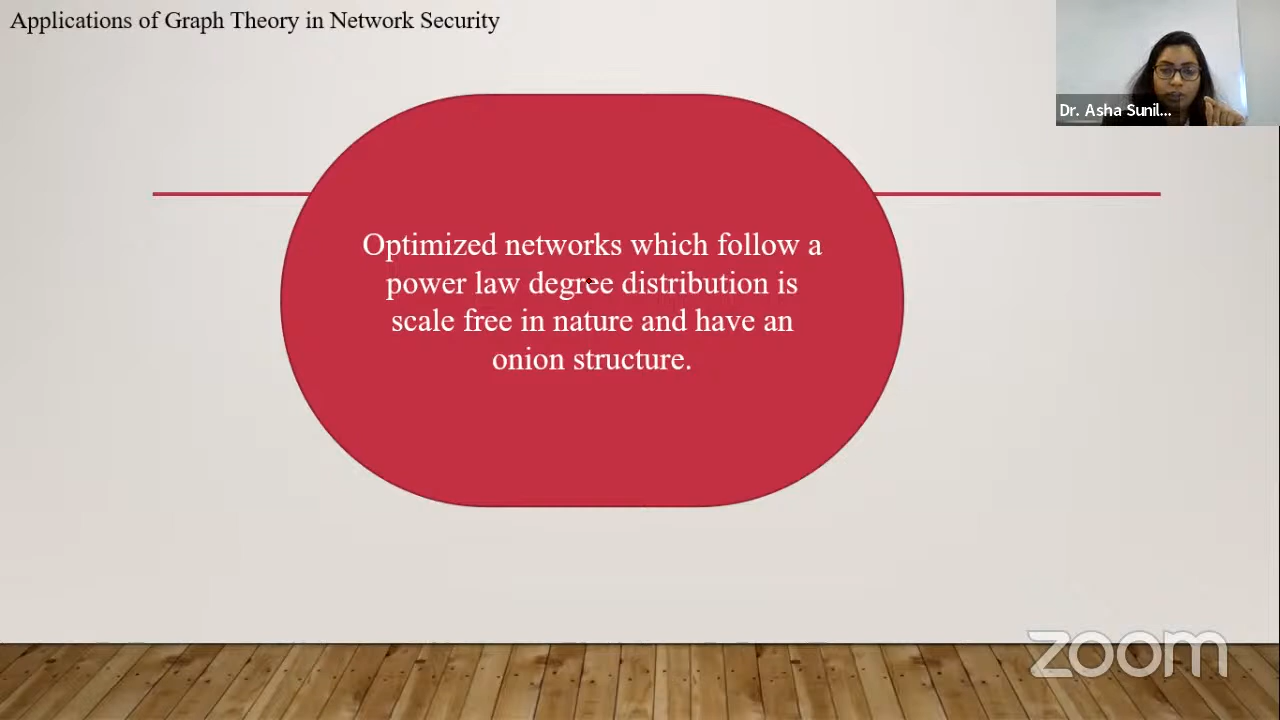 Applications of Graph Theory in Network Security
Dr. Asha Sunil...
Optimized networks which follow a
power law degree distribution is
scale free in nature and have an
onion structure.
zoom